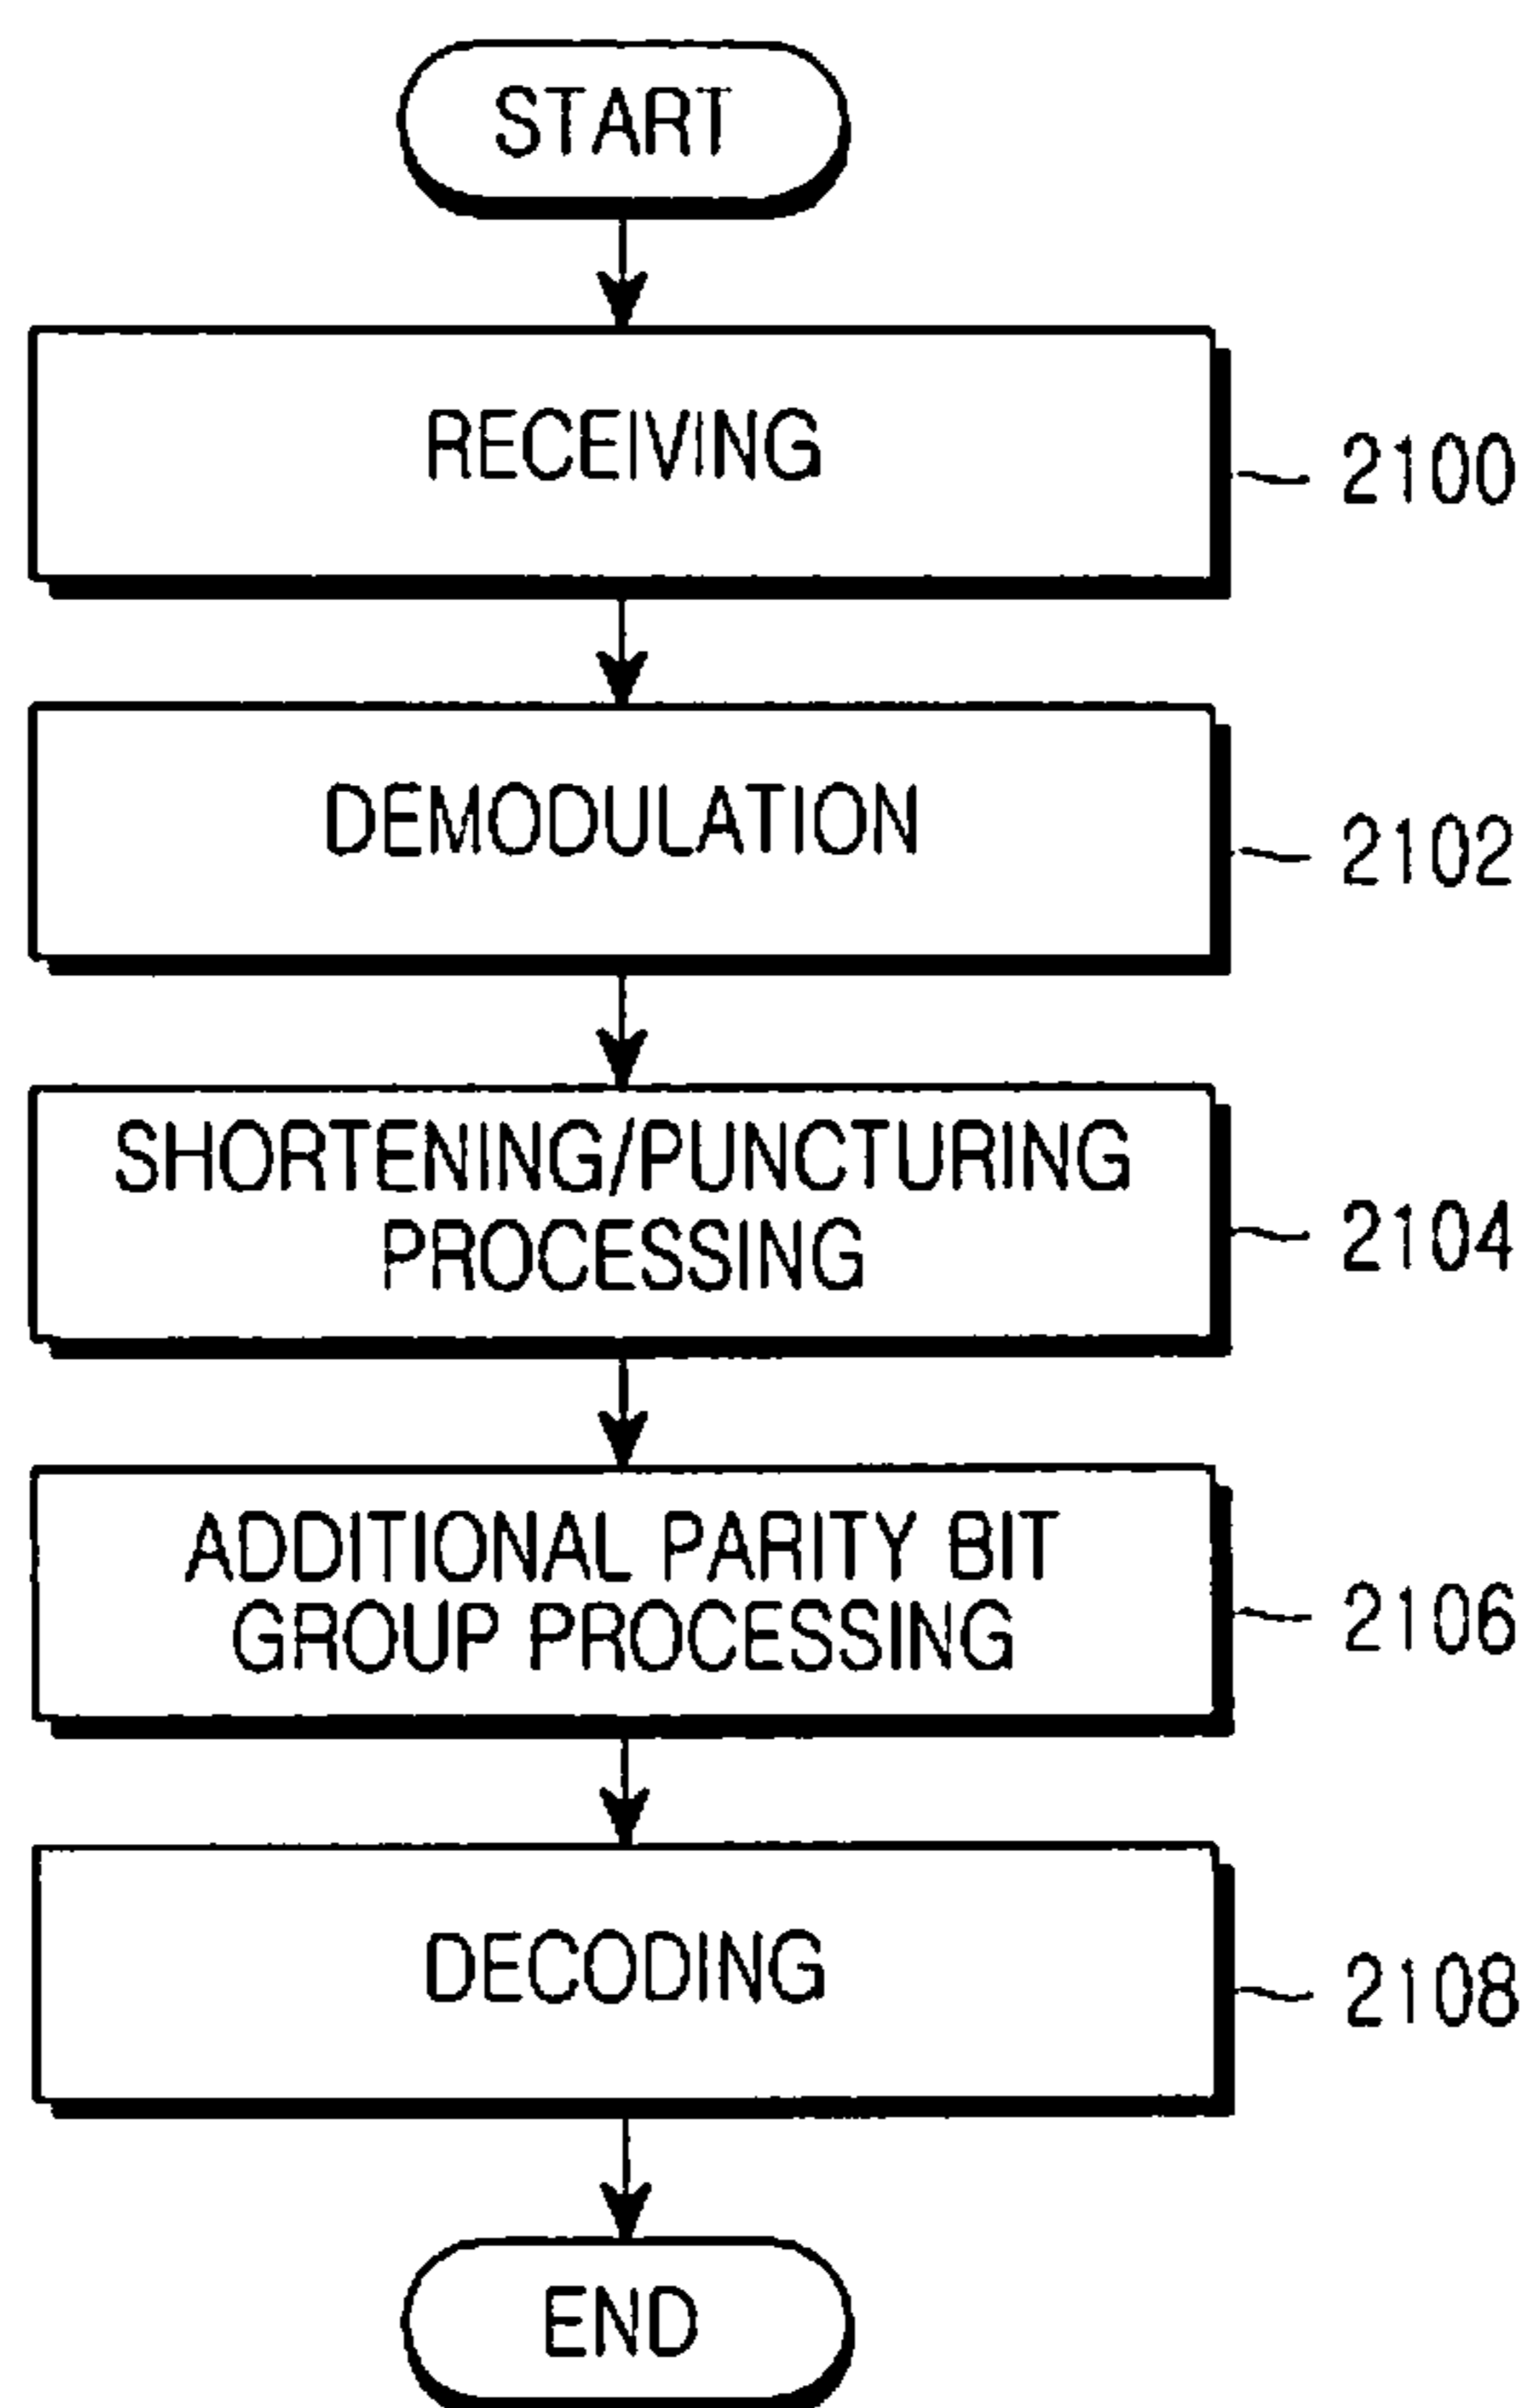 START
RECEIVING
2100
DEMODULATION
2102
SHORTENING/PUNCTURING
PROCESSING
2104
ADDITIONAL PARITY BIT
GROUP PROCESSING
2106
DECODING
2108
END